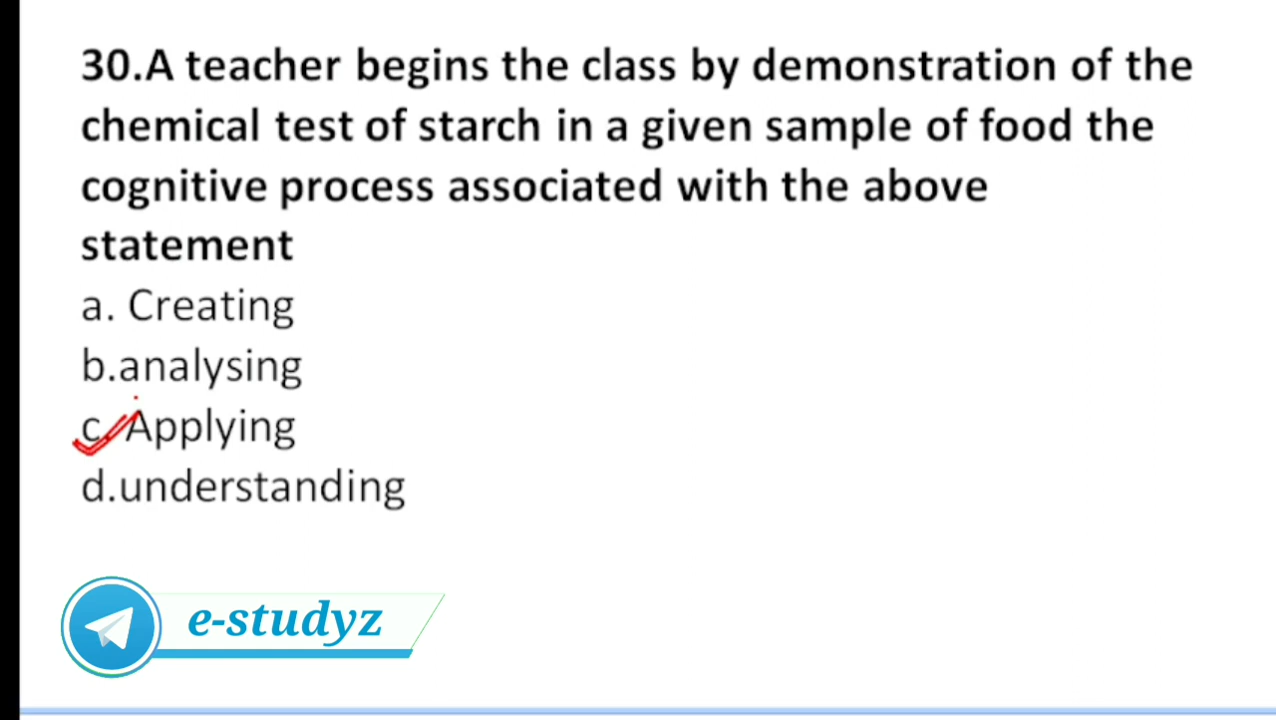 30.A teacher begins the class by demonstration of the
chemical test of starch in a given sample of food the
cognitive process associated with the above
statement
a. Creating
b.analysing
c. Applying
d.understanding
e-studyz